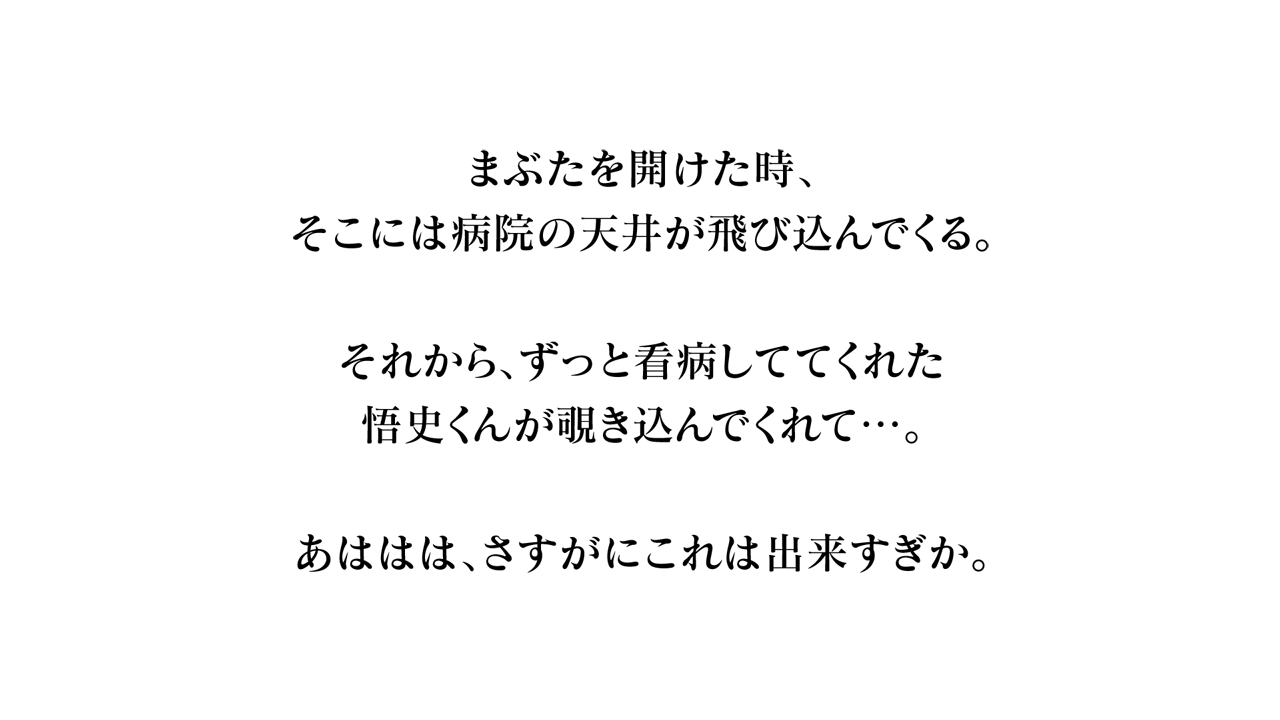 まぶたを開けた時、
そこには病院の天井が飛び込んでくる。
それから、ずっと看病しててくれた
悟史くんが覗き込んでくれて…。
あははは、さすがにこれは出来すぎか。